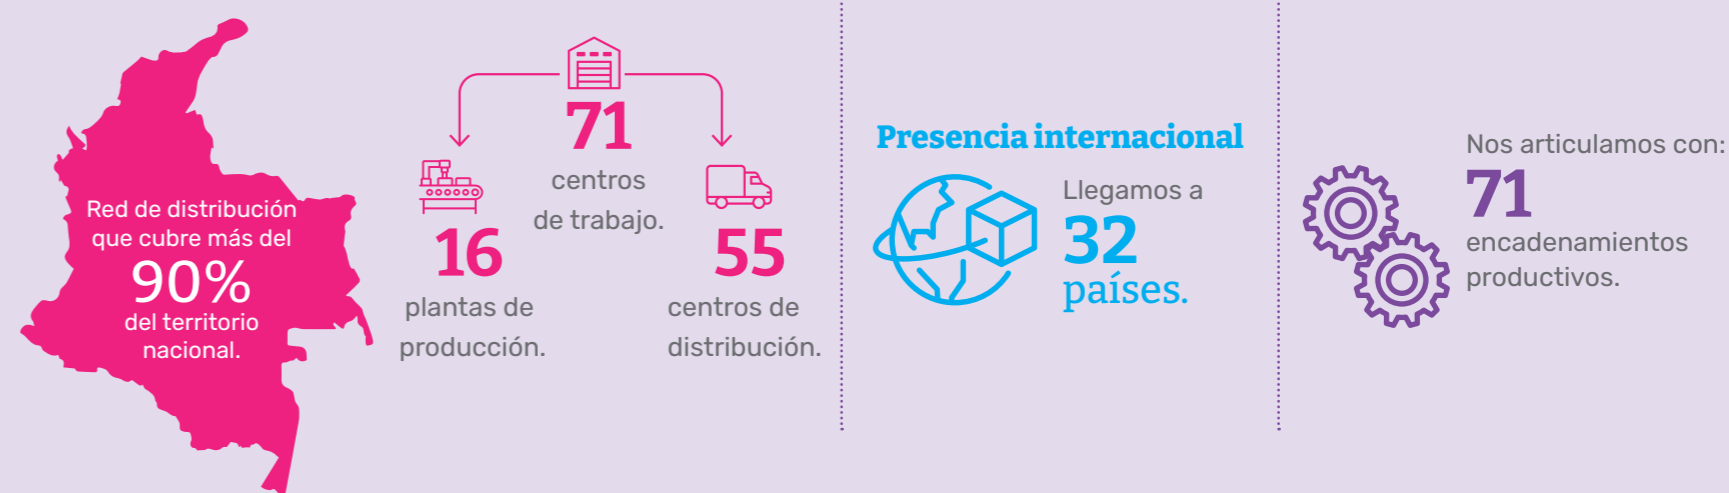 Red de distribución
que cubre más del
90%
del territorio
nacional.
71
centros
de trabajo.
16
plantas de
producción.
55
centros de
distribución.
Presencia internacional
Llegamos a
32
países.
Nos articulamos con:
71
encadenamientos
productivos.